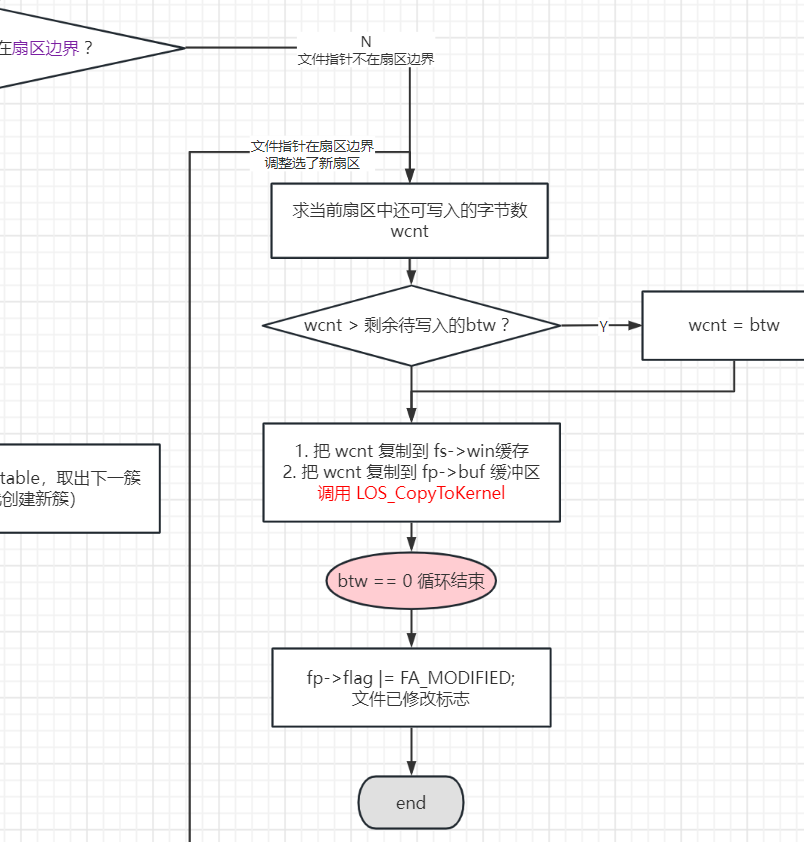 在扇区边界？
N
文件指针不在扇区边界
文件指针在扇区边界
调整选了新扇区
求当前扇区中还可写入的字节数
wcnt
wcnt > 剩余待写入的btw？
Y
wcnt = btw
1. 把 wcnt 复制到 fs->win缓存
2. 把 wcnt 复制到 fp->buf 缓冲区
调用 LOS_CopyToKernel
table，取出下一簇
创建新簇)
btw == 0 循环结束
fp->flag |= FA_MODIFIED;
文件已修改标志
end